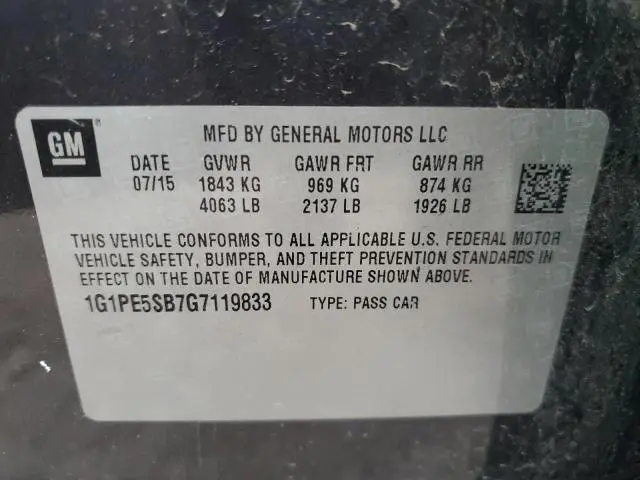 GM
®
MFD BY GENERAL MOTORS LLC
DATE GVWR GAWR FRT GAWR RR
07/15 1843 KG 969 KG 874 KG
4063 LB 2137 LB 1926 LB
THIS VEHICLE CONFORMS TO ALL APPLICABLE U.S. FEDERAL MOTOR
VEHICLE SAFETY, BUMPER, AND THEFT PREVENTION STANDARDS IN
EFFECT ON THE DATE OF MANUFACTURE SHOWN ABOVE.
1G1PE5SB7G7119833 TYPE: PASS CAR